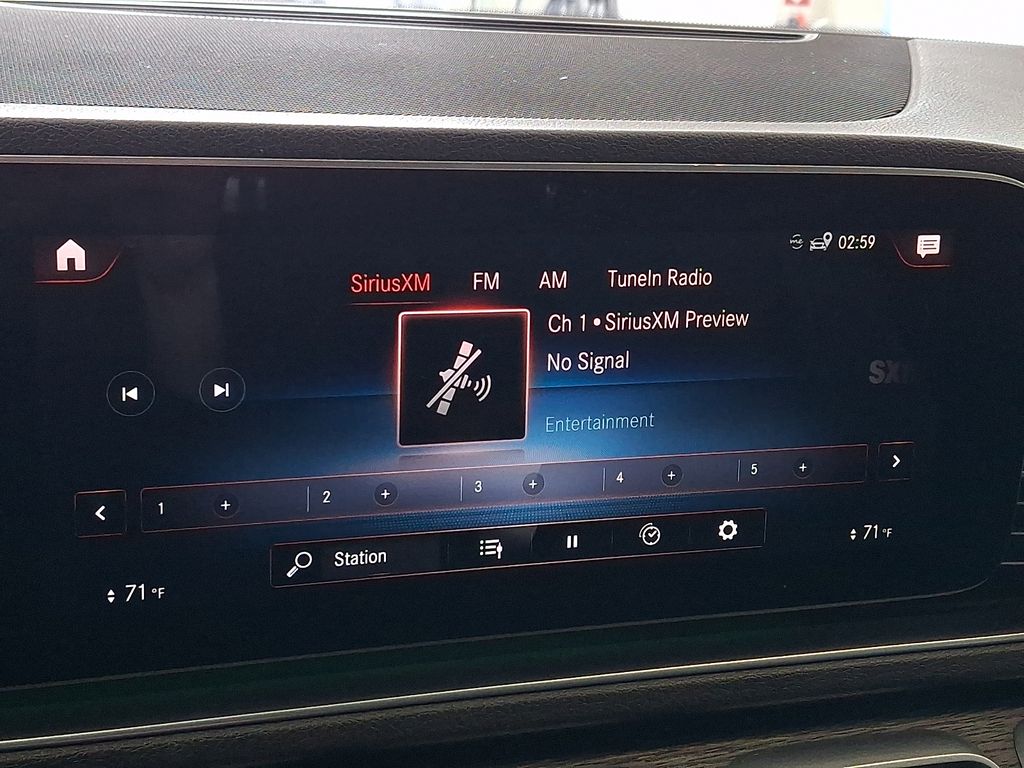 me 02:59
SiriusXM FM AM TuneIn Radio
Ch 1 • SiriusXM Preview
No Signal
Entertainment
1 + 2 + 3 + 4 + 5 +
Station
71 °F
71 °F